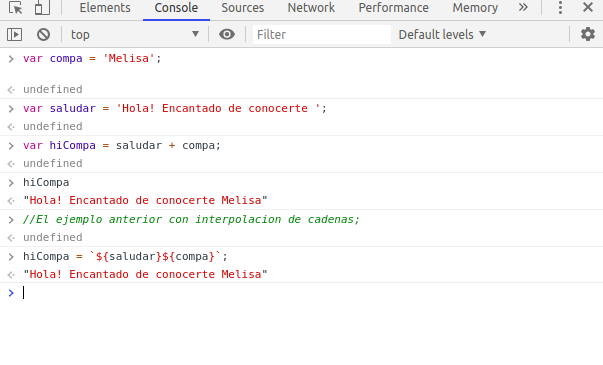 Elements Console Sources Network Performance Memory »
top Filter Default levels
> var compa = 'Melisa';
undefined
> var saludar = 'Hola! Encantado de conocerte ';
undefined
> var hiCompa = saludar + compa;
undefined
> hiCompa
"Hola! Encantado de conocerte Melisa"
> //El ejemplo anterior con interpolacion de cadenas;
undefined
> hiCompa = `${saludar}${compa}`;
"Hola! Encantado de conocerte Melisa"
>